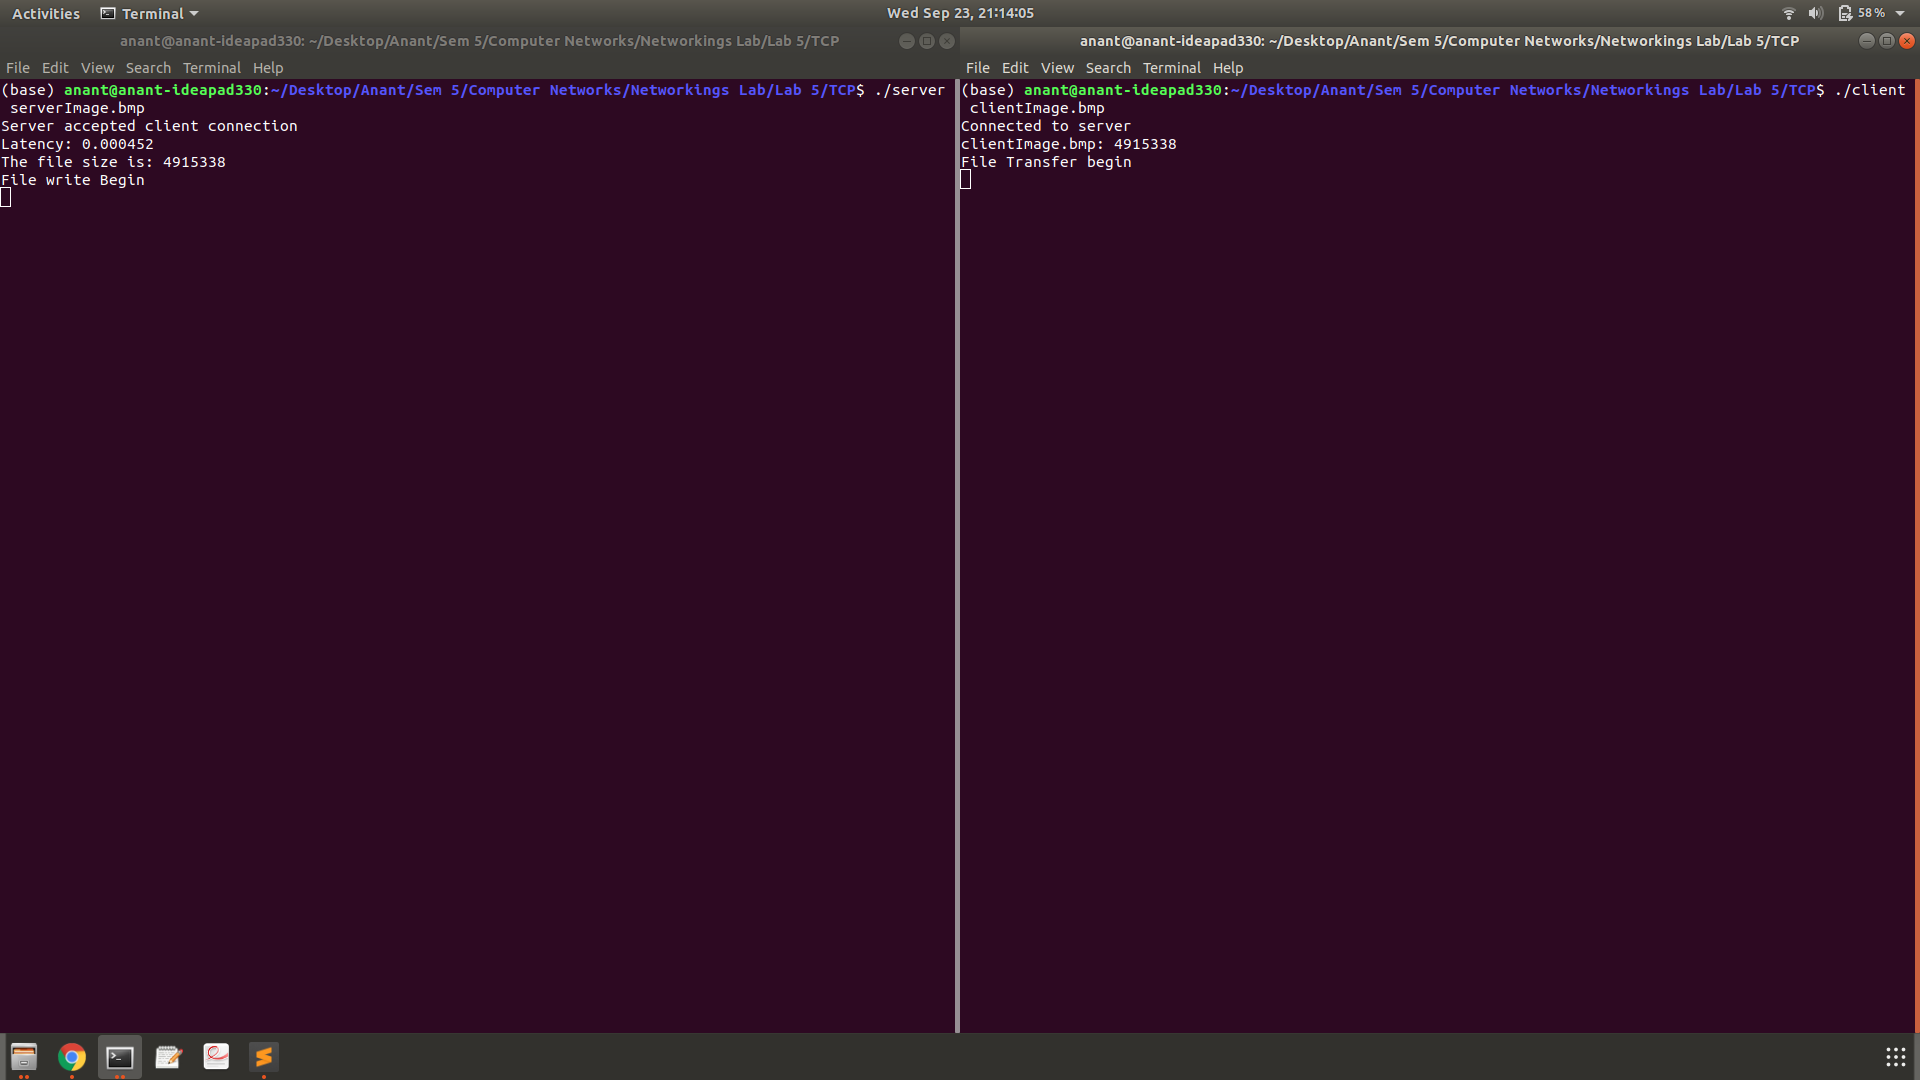 Activities Terminal Wed Sep 23, 21:14:05 58%
anant@anant-ideapad330: ~/Desktop/Anant/Sem 5/Computer Networks/Networkings Lab/Lab 5/TCP
File Edit View Search Terminal Help
(base) anant@anant-ideapad330:~/Desktop/Anant/Sem 5/Computer Networks/Networkings Lab/Lab 5/TCP$ ./server
serverImage.bmp
Server accepted client connection
Latency: 0.000452
The file size is: 4915338
File write Begin
anant@anant-ideapad330: ~/Desktop/Anant/Sem 5/Computer Networks/Networkings Lab/Lab 5/TCP
File Edit View Search Terminal Help
(base) anant@anant-ideapad330:~/Desktop/Anant/Sem 5/Computer Networks/Networkings Lab/Lab 5/TCP$ ./client
clientImage.bmp
Connected to server
clientImage.bmp: 4915338
File Transfer begin